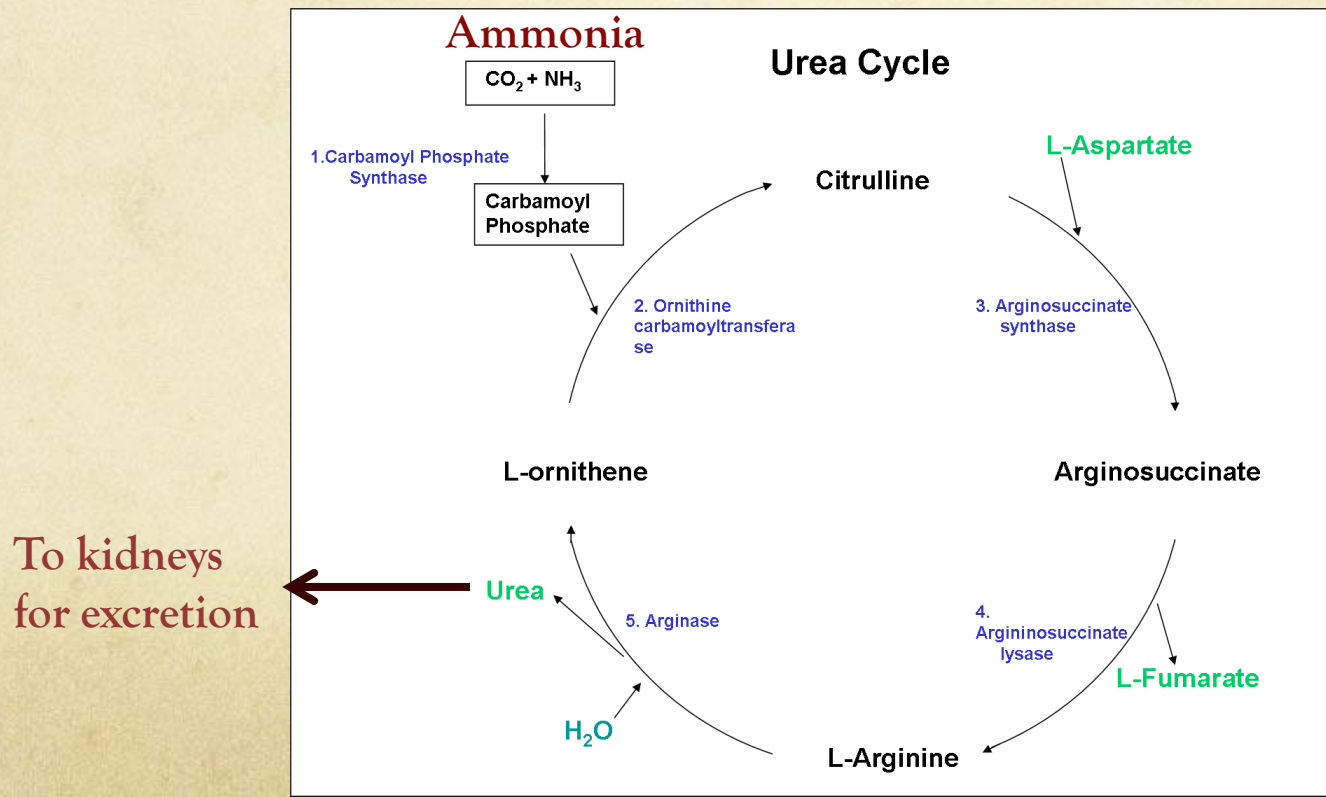 Ammonia
Urea Cycle
CO₂ + NH₃
1.Carbamoyl Phosphate
Synthase
Carbamoyl
Phosphate
L-Aspartate
Citrulline
2. Ornithine
carbamoyltransfera
se
3. Arginosuccinate
synthase
L-ornithene
Arginosuccinate
To kidneys
for excretion
Urea
5. Arginase
4.
Argininosuccinate
lysase
L-Fumarate
H₂O
L-Arginine